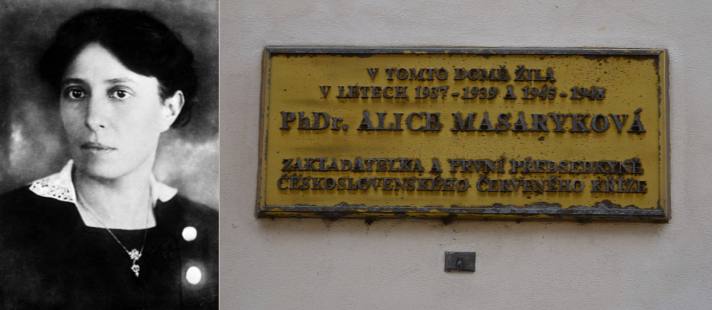 V TOMTO DOMĚ ŽILA
V LETECH 1937-1939 A 1945-1948
PhDr. ALICE MASARYKOVÁ
ZAKLADATELKA A PRVNÍ PŘEDSEDKYNĚ
ČESKOSLOVENSKÉHO ČERVENÉHO KŘÍŽE